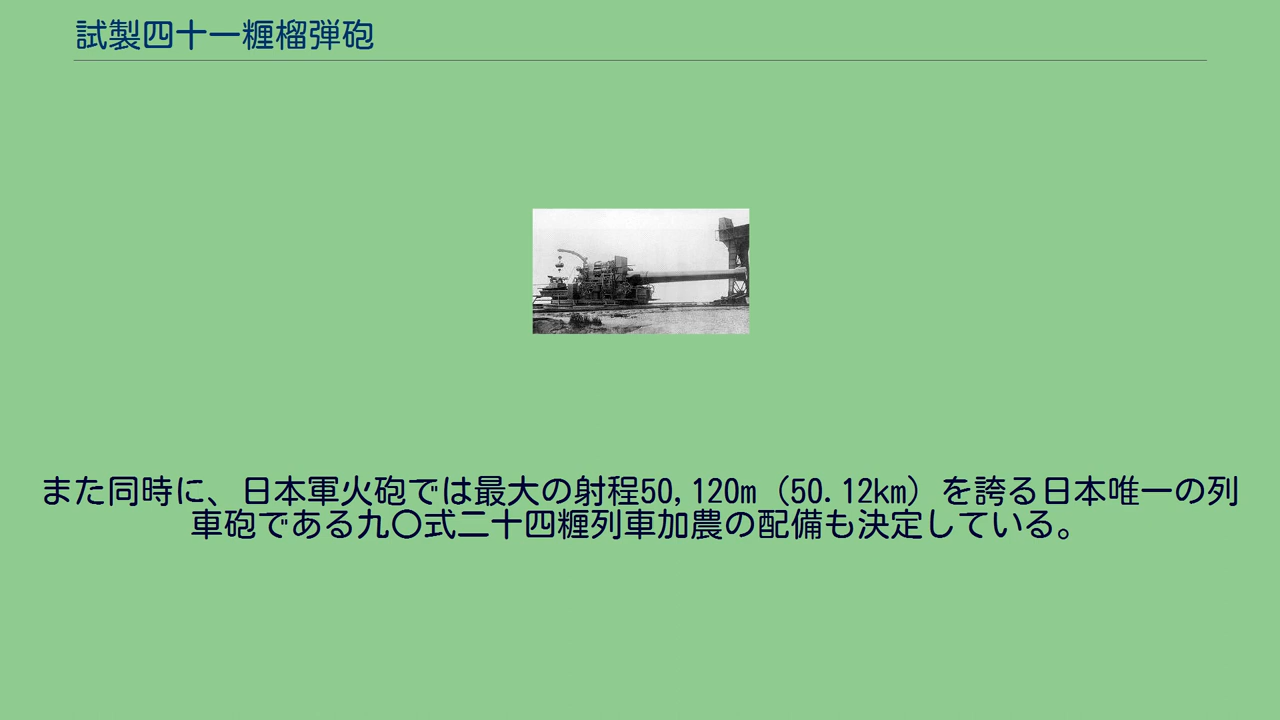 試製四十一糎榴弾砲
また同時に、日本軍火砲では最大の射程50,120m（50.12km）を誇る日本唯一の列
車砲である九〇式二十四糎列車加農の配備も決定している。